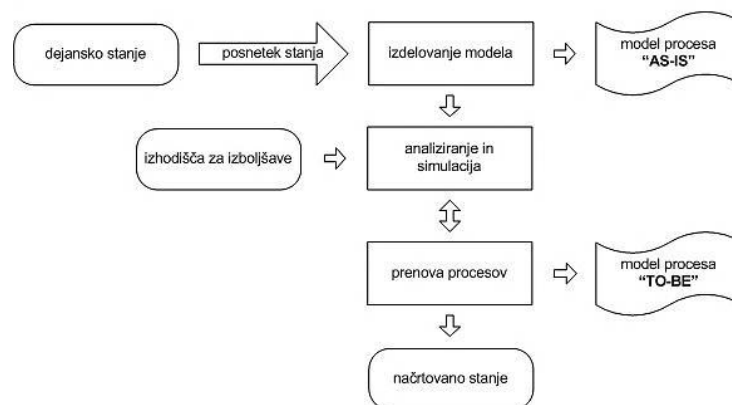 dejansko stanje
posnetek stanja
izdelovanje modela
model procesa
“AS-IS”
izhodišča za izboljšave
analiziranje in
simulacija
prenova procesov
model procesa
“TO-BE”
načrtovano stanje